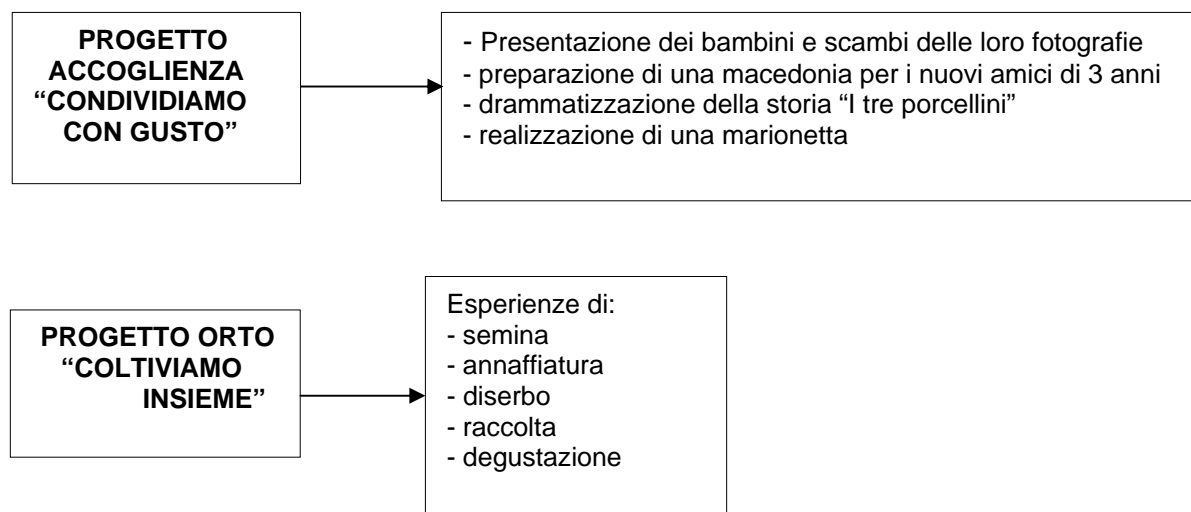 PROGETTO
ACCOGLIENZA
“CONDIVIDIAMO
CON GUSTO”
- Presentazione dei bambini e scambi delle loro fotografie
- preparazione di una macedonia per i nuovi amici di 3 anni
- drammatizzazione della storia “I tre porcellini”
- realizzazione di una marionetta
PROGETTO ORTO
“COLTIVIAMO
INSIEME”
Esperienze di:
- semina
- annaffiatura
- diserbo
- raccolta
- degustazione